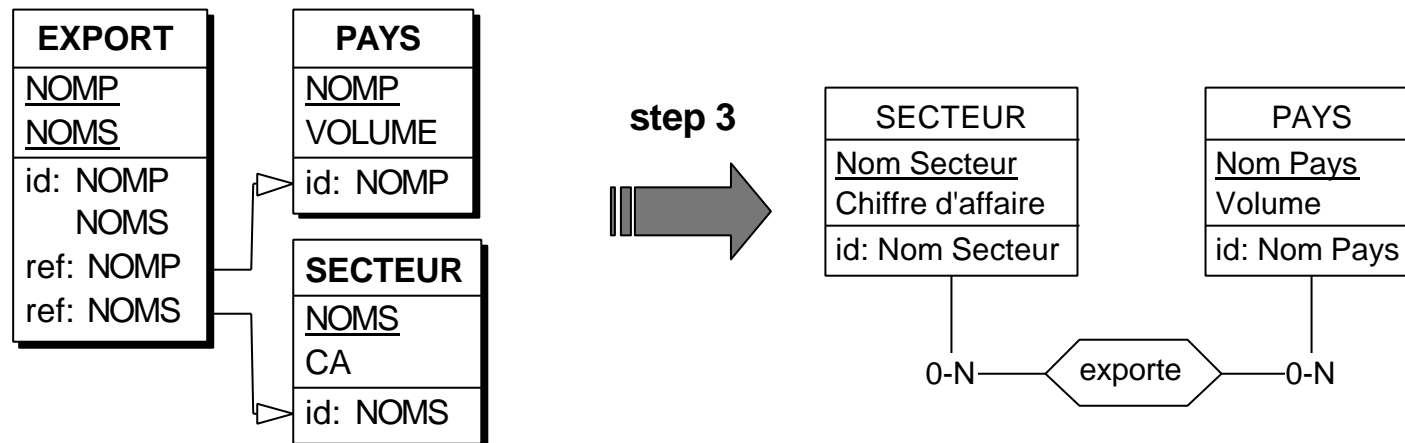 EXPORT
NOMP
NOMS
id: NOMP
NOMS
ref: NOMP
ref: NOMS
PAYS
NOMP
VOLUME
id: NOMP
SECTEUR
NOMS
CA
id: NOMS
step 3
SECTEUR
Nom Secteur
Chiffre d'affaire
id: Nom Secteur
PAYS
Nom Pays
Volume
id: Nom Pays
0-N
exporte
0-N